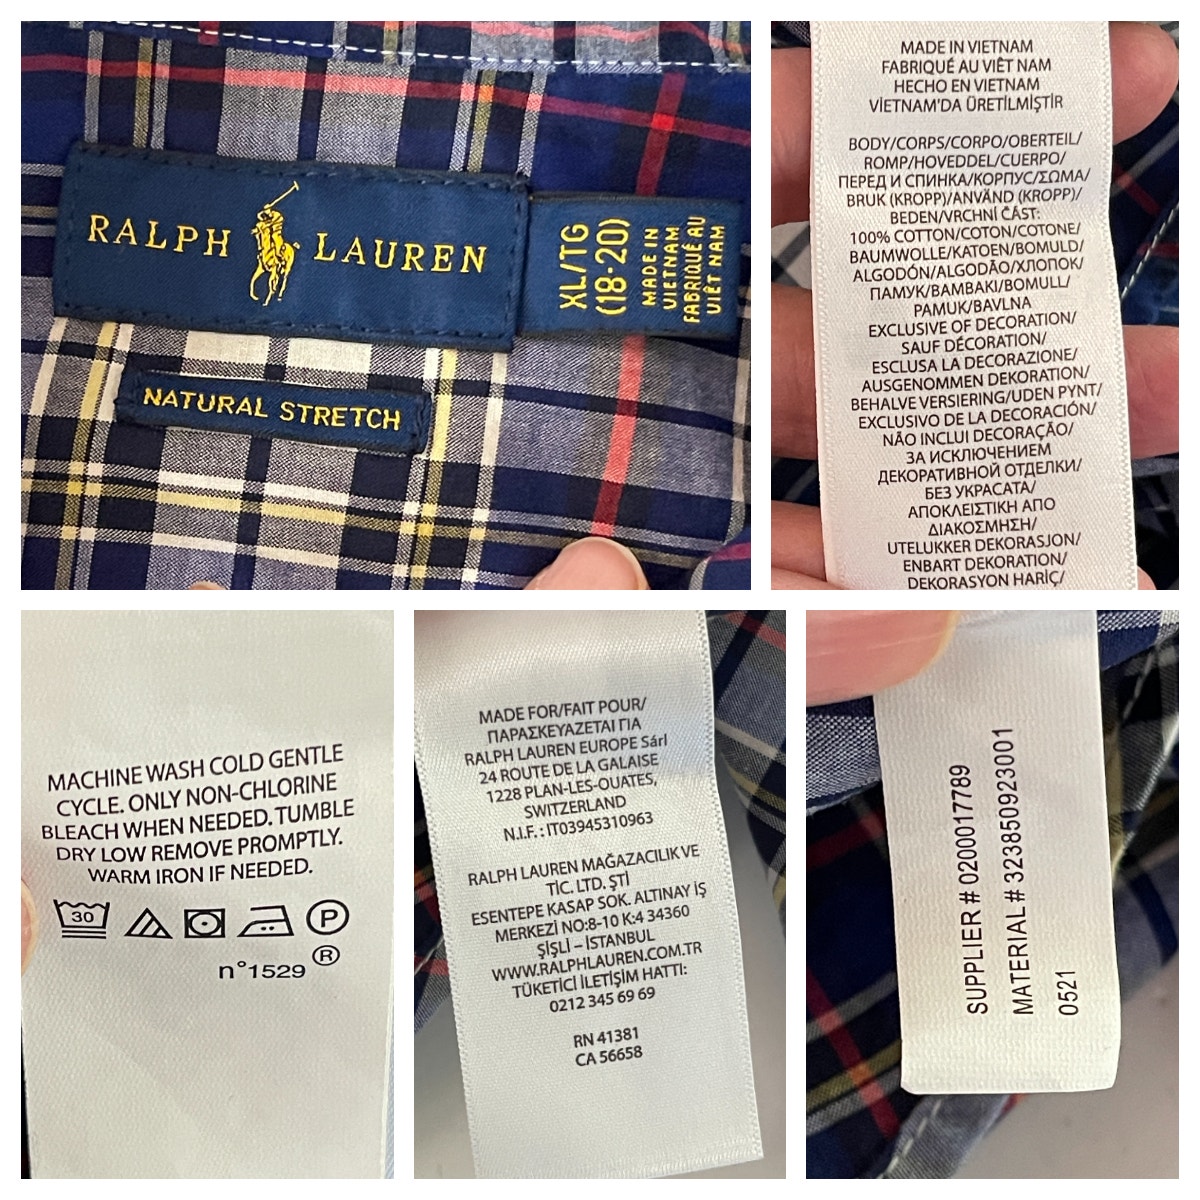 RALPH LAUREN
XL/TG
(18-20)
MADE IN
VIETNAM
FABRIQUÉ AU
VIÊT NAM
NATURAL STRETCH
MADE IN VIETNAM
FABRIQUÉ AU VIÊT NAM
HECHO EN VIETNAM
VİETNAM'DA ÜRETİLMİŞTİR
BODY/CORPS/CORPO/OBERTEIL/
ROMP/HOVEDDEL/CUERPO/
ПЕРЕД И СПИНКА/КОРПУС/ΣΩΜΑ/
BRUK (KROPP)/ANVÄND (KROPP)/
BEDEN/VRCHNÍ ČÁST:
100% COTTON/COTON/COTONE/
BAUMWOLLE/KATOEN/BOMULD/
ALGODÓN/ALGODÃO/ХЛОПОК/
ПАМУК/ΒΑΜΒΑΚΙ/BOMULL/
PAMUK/BAVLNA
EXCLUSIVE OF DECORATION/
SAUF DÉCORATION/
ESCLUSA LA DECORAZIONE/
AUSGENOMMEN DEKORATION/
BEHALVE VERSIERING/UDEN PYNT/
EXCLUSIVO DE LA DECORACIÓN/
NÃO INCLUI DECORAÇÃO/
ЗА ИСКЛЮЧЕНИЕМ
ДЕКОРАТИВНОЙ ОТДЕЛКИ/
БЕЗ УКРАСАТА/
ΑΠΟΚΛΕΙΣΤΙΚΗ ΑΠΟ
ΔΙΑΚΟΣΜΗΣΗ/
UTELUKKER DEKORASJON/
ENBART DEKORATION/
DEKORASYON HARİÇ/
MACHINE WASH COLD GENTLE
CYCLE. ONLY NON-CHLORINE
BLEACH WHEN NEEDED. TUMBLE
DRY LOW REMOVE PROMPTLY.
WARM IRON IF NEEDED.
30 P
n°1529 ®
MADE FOR/FAIT POUR/
ΠΑΡΑΣΚΕΥΑΖΕΤΑΙ ΓΙΑ
RALPH LAUREN EUROPE Sárl
24 ROUTE DE LA GALAISE
1228 PLAN-LES-OUATES,
SWITZERLAND
N.I.F. : IT03945310963
RALPH LAUREN MAĞAZACILIK VE
TİC. LTD. ŞTİ
ESENTEPE KASAP SOK. ALTINAY İŞ
MERKEZİ NO:8-10 K:4 34360
ŞİŞLİ – İSTANBUL
WWW.RALPHLAUREN.COM.TR
TÜKETİCİ İLETİŞİM HATTI:
0212 345 69 69
RN 41381
CA 56658
SUPPLIER # 0200017789
MATERIAL # 323850923001
0521